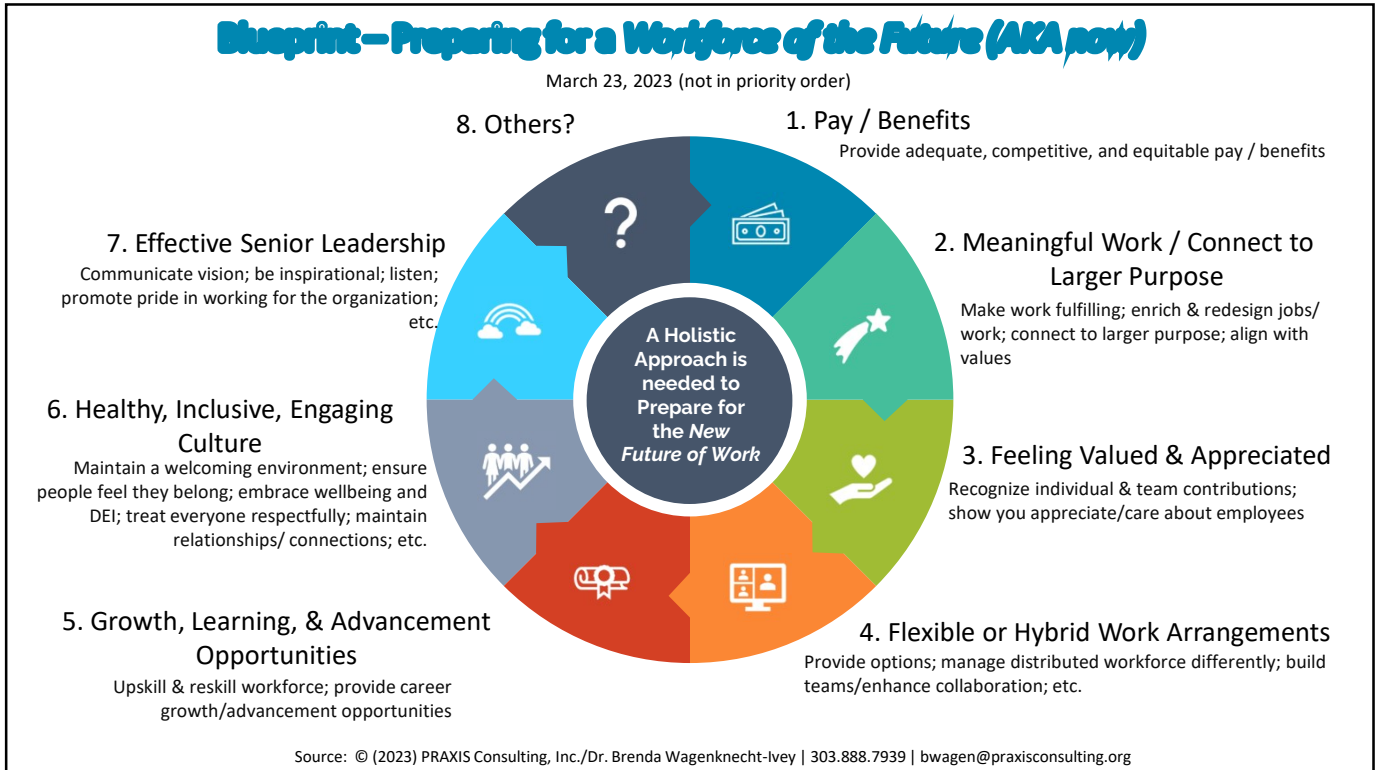 Blueprint – Preparing for a Workforce of the Future (AKA now)
March 23, 2023 (not in priority order)
8. Others?
1. Pay / Benefits
Provide adequate, competitive, and equitable pay / benefits
2. Meaningful Work / Connect to
Larger Purpose
Make work fulfilling; enrich & redesign jobs/
work; connect to larger purpose; align with
values
3. Feeling Valued & Appreciated
Recognize individual & team contributions;
show you appreciate/care about employees
4. Flexible or Hybrid Work Arrangements
Provide options; manage distributed workforce differently; build
teams/enhance collaboration; etc.
5. Growth, Learning, & Advancement
Opportunities
Upskill & reskill workforce; provide career
growth/advancement opportunities
6. Healthy, Inclusive, Engaging
Culture
Maintain a welcoming environment; ensure
people feel they belong; embrace wellbeing and
DEI; treat everyone respectfully; maintain
relationships/ connections; etc.
7. Effective Senior Leadership
Communicate vision; be inspirational; listen;
promote pride in working for the organization;
etc.
?
A Holistic
Approach is
needed to
Prepare for
the New
Future of Work
Source: © (2023) PRAXIS Consulting, Inc./Dr. Brenda Wagenknecht-Ivey | 303.888.7939 | bwagen@praxisconsulting.org